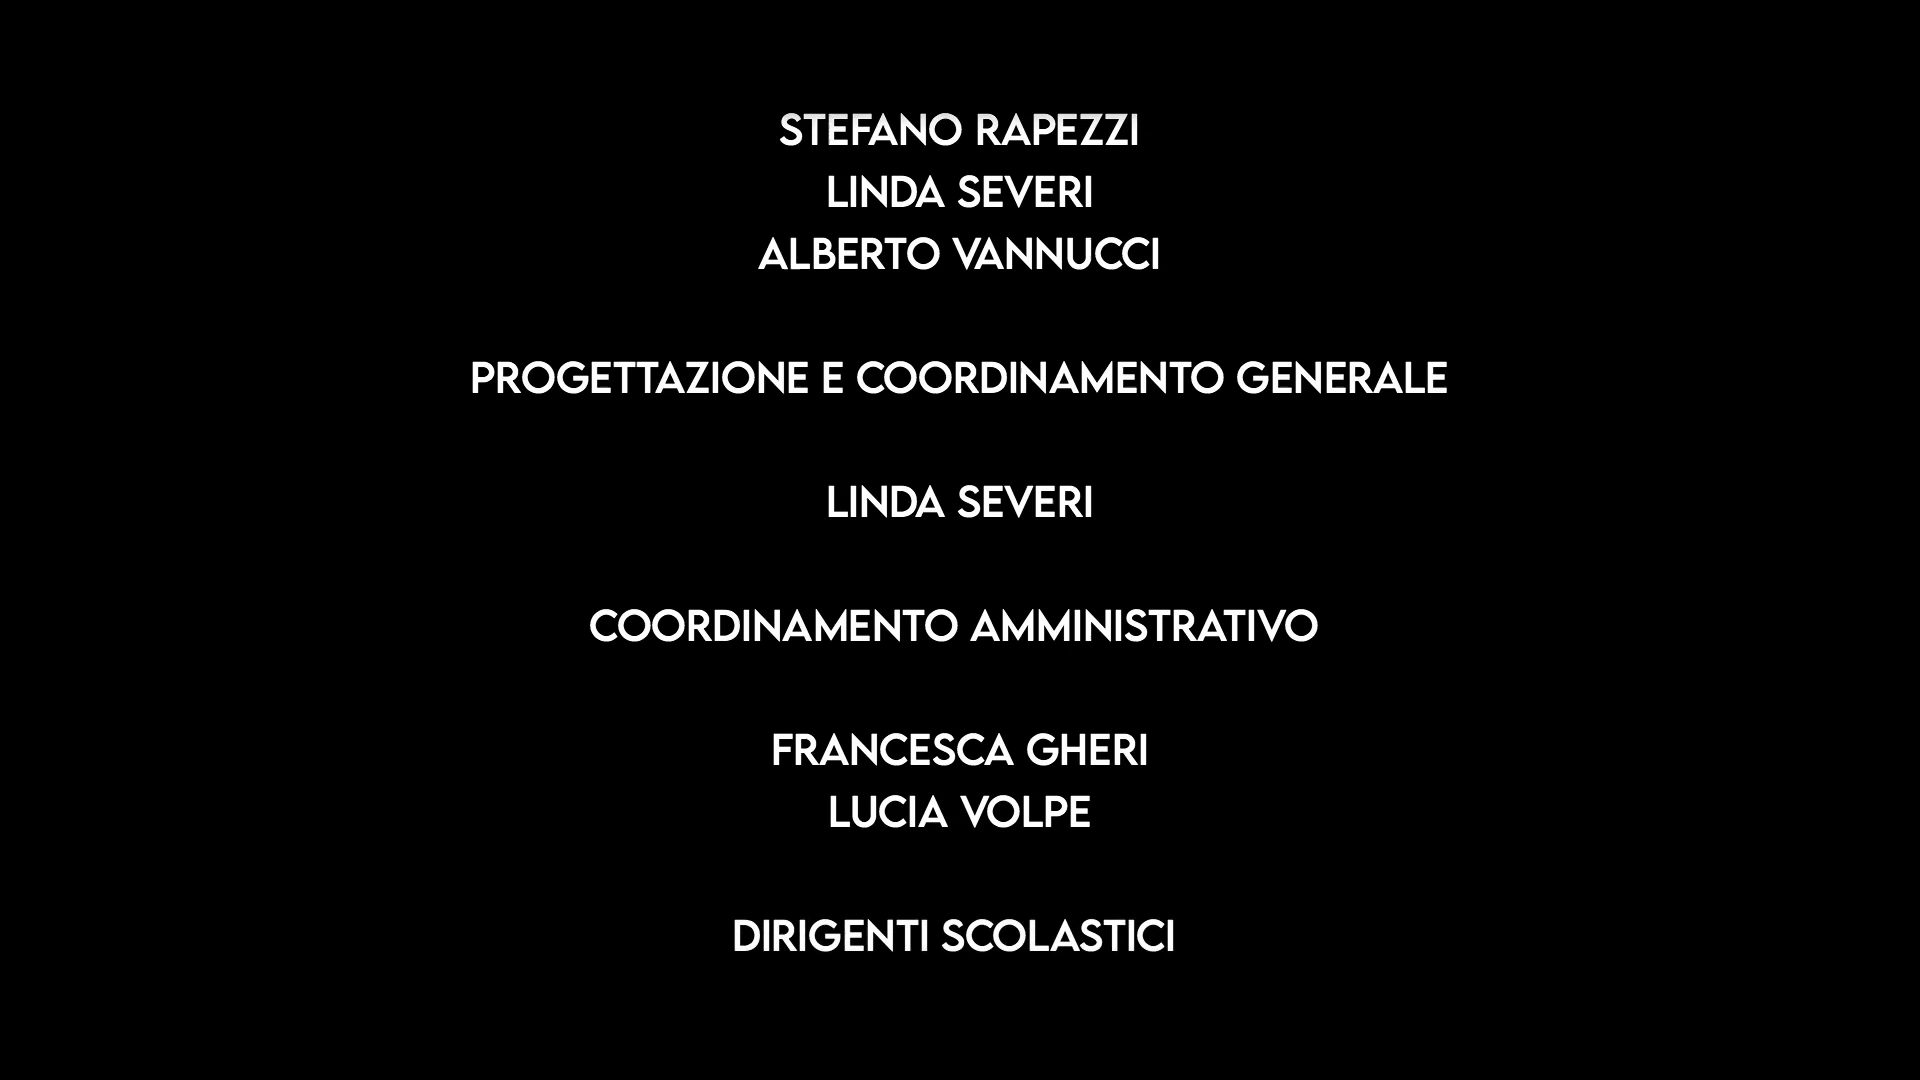 STEFANO RAPEZZI
LINDA SEVERI
ALBERTO VANNUCCI
PROGETTAZIONE E COORDINAMENTO GENERALE
LINDA SEVERI
COORDINAMENTO AMMINISTRATIVO
FRANCESCA GHERI
LUCIA VOLPE
DIRIGENTI SCOLASTICI